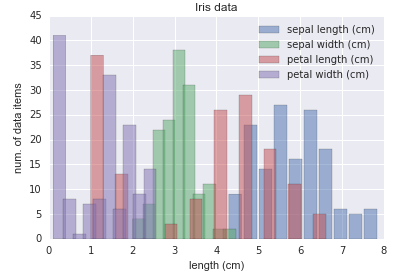 Iris data
sepal length (cm)
sepal width (cm)
petal length (cm)
petal width (cm)
num. of data items
45
40
35
30
25
20
15
10
5
0
0 1 2 3 4 5 6 7 8
length (cm)